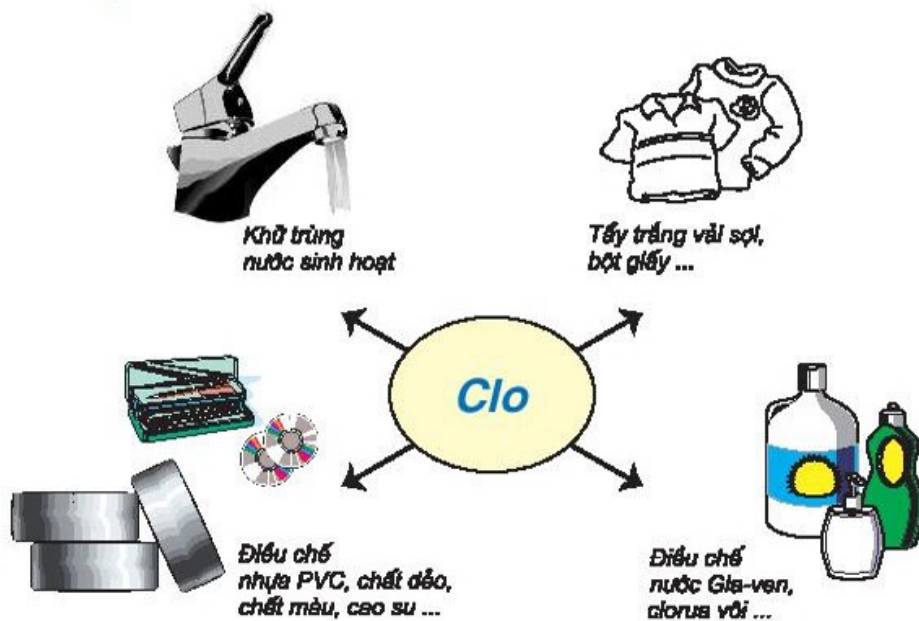 Khử trùng
nước sinh hoạt
Tẩy trắng vải sợi,
bột giấy ...
Clo
Điều chế
nhựa PVC, chất dẻo,
chất màu, cao su ...
Điều chế
nước Gia-ven,
clorua vôi ...